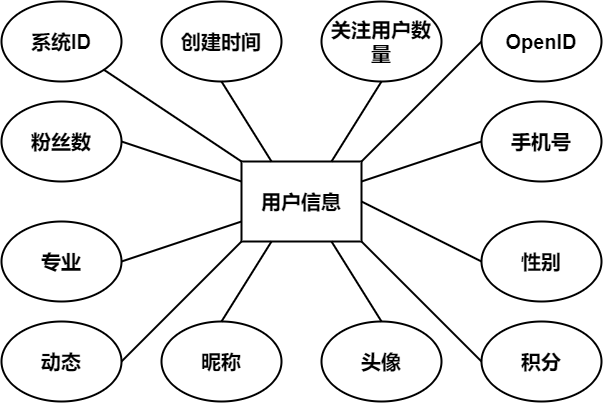 系统ID
创建时间
关注用户数
量
OpenID
粉丝数
手机号
用户信息
专业
性别
动态
昵称
头像
积分